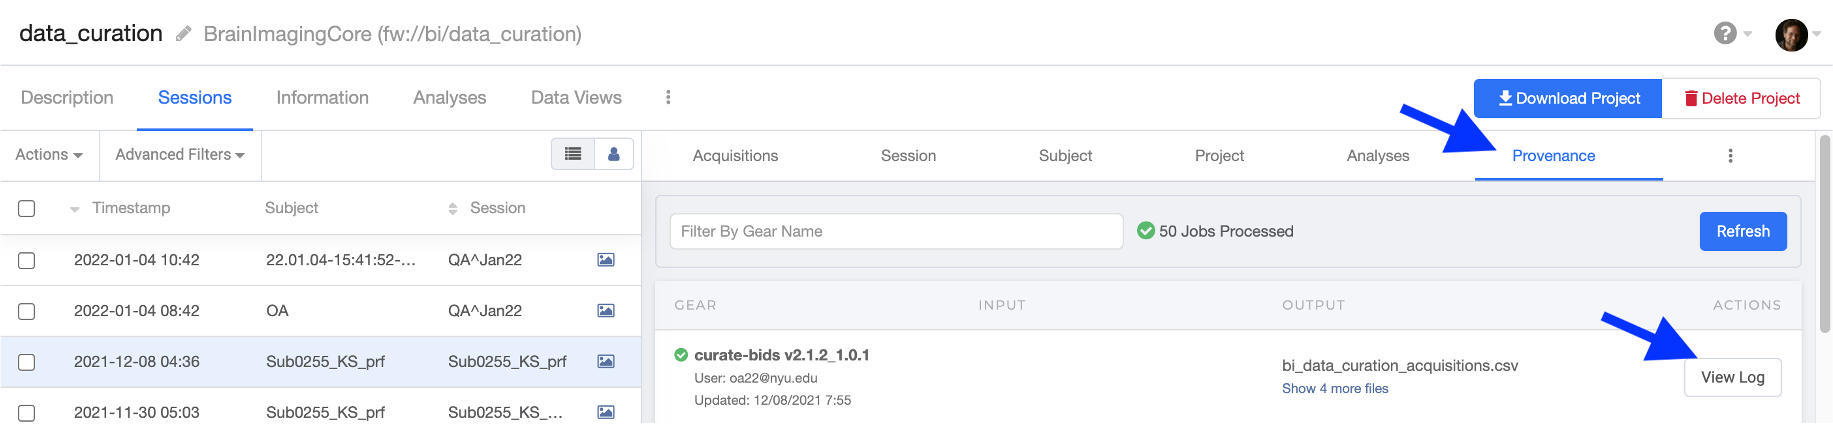 data_curation BrainImagingCore (fw://bi/data_curation)
Description Sessions Information Analyses Data Views
Download Project Delete Project
Actions Advanced Filters
Acquisitions Session Subject Project Analyses Provenance
Timestamp Subject Session
Filter By Gear Name 50 Jobs Processed Refresh
2022-01-04 10:42 22.01.04-15:41:52-... QA^Jan22
2022-01-04 08:42 OA QA^Jan22
2021-12-08 04:36 Sub0255_KS_prf Sub0255_KS_prf
2021-11-30 05:03 Sub0255_KS_prf Sub0255_KS_...
GEAR INPUT OUTPUT ACTIONS
curate-bids v2.1.2_1.0.1
User: oa22@nyu.edu
Updated: 12/08/2021 7:55
bi_data_curation_acquisitions.csv
Show 4 more files
View Log